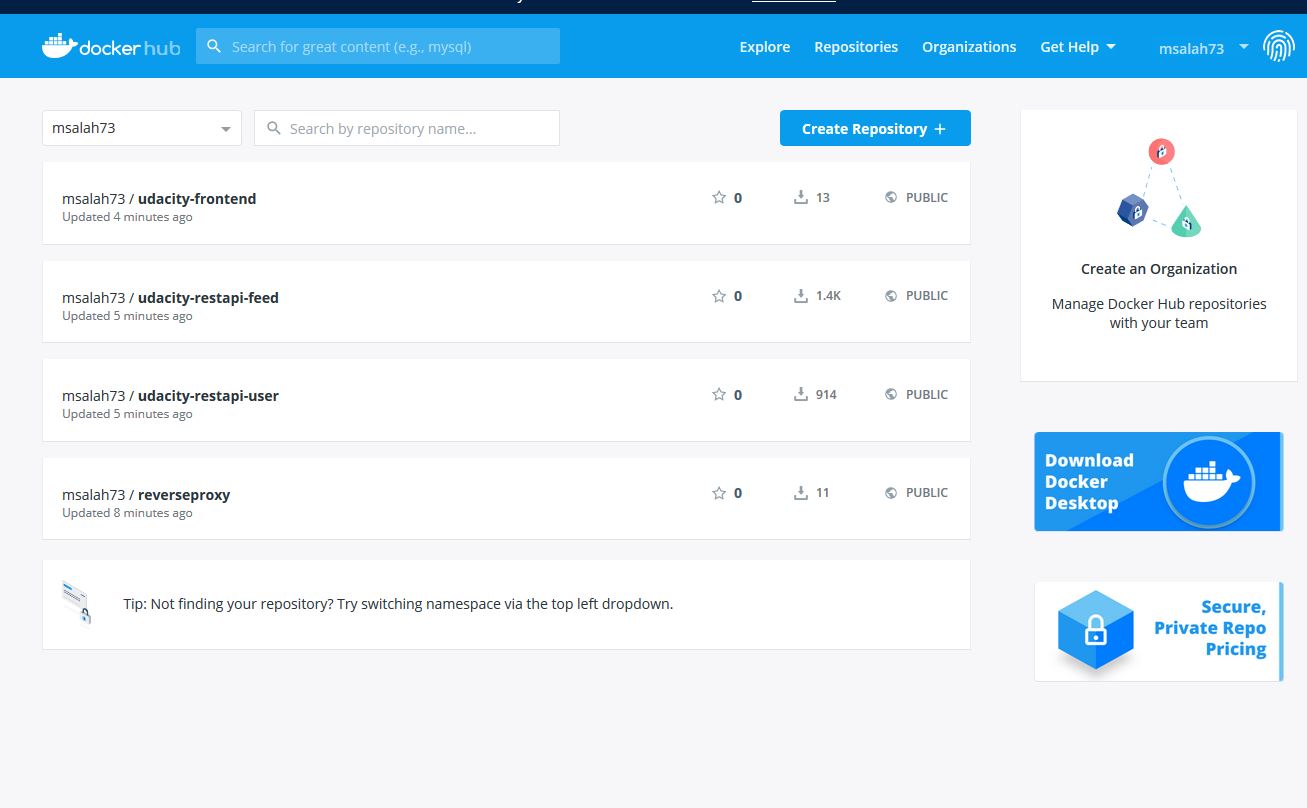 docker hub
Search for great content (e.g., mysql)
Explore
Repositories
Organizations
Get Help
msalah73
msalah73
Search by repository name...
Create Repository +
msalah73 / udacity-frontend
Updated 4 minutes ago
0
13
PUBLIC
msalah73 / udacity-restapi-feed
Updated 5 minutes ago
0
1.4K
PUBLIC
msalah73 / udacity-restapi-user
Updated 5 minutes ago
0
914
PUBLIC
msalah73 / reverseproxy
Updated 8 minutes ago
0
11
PUBLIC
Tip: Not finding your repository? Try switching namespace via the top left dropdown.
Create an Organization
Manage Docker Hub repositories
with your team
Download
Docker
Desktop
Secure,
Private Repo
Pricing